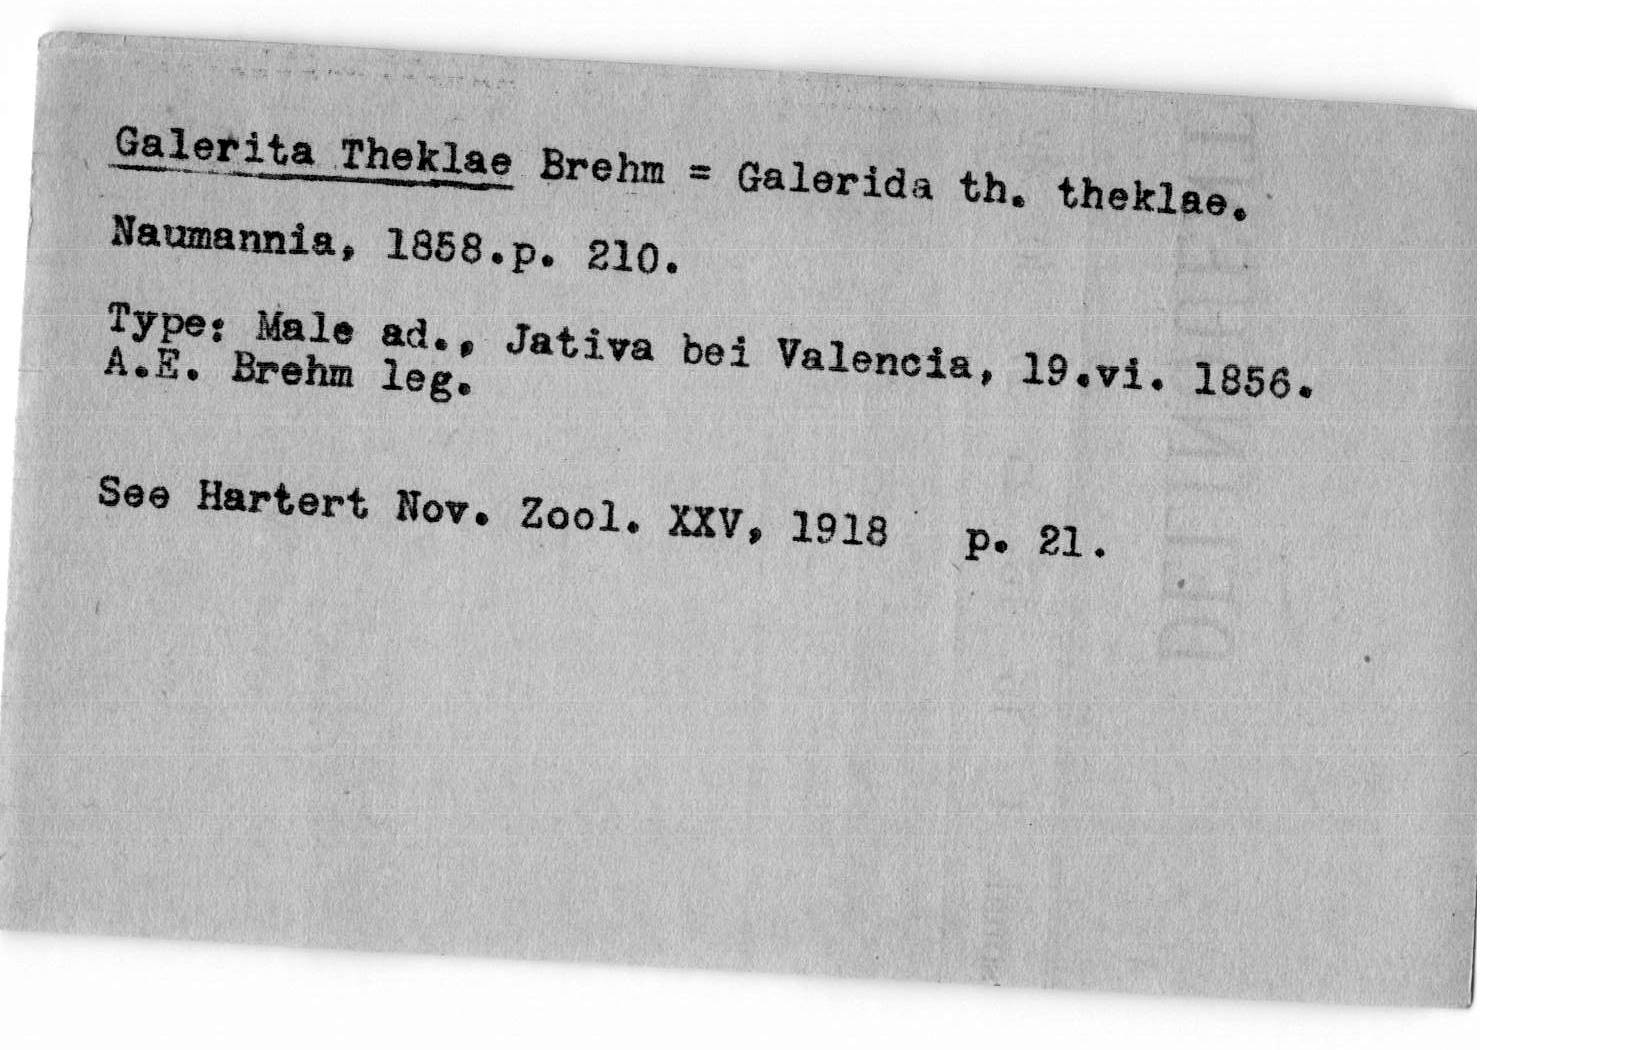 Galerita Theklae Brehm = Galerida th. theklae.
Naumannia, 1858.p. 210.
Type: Male ad., Jativa bei Valencia, 19.vi. 1856.
A.E. Brehm leg.
See Hartert Nov. Zool. XXV, 1918 p. 21.